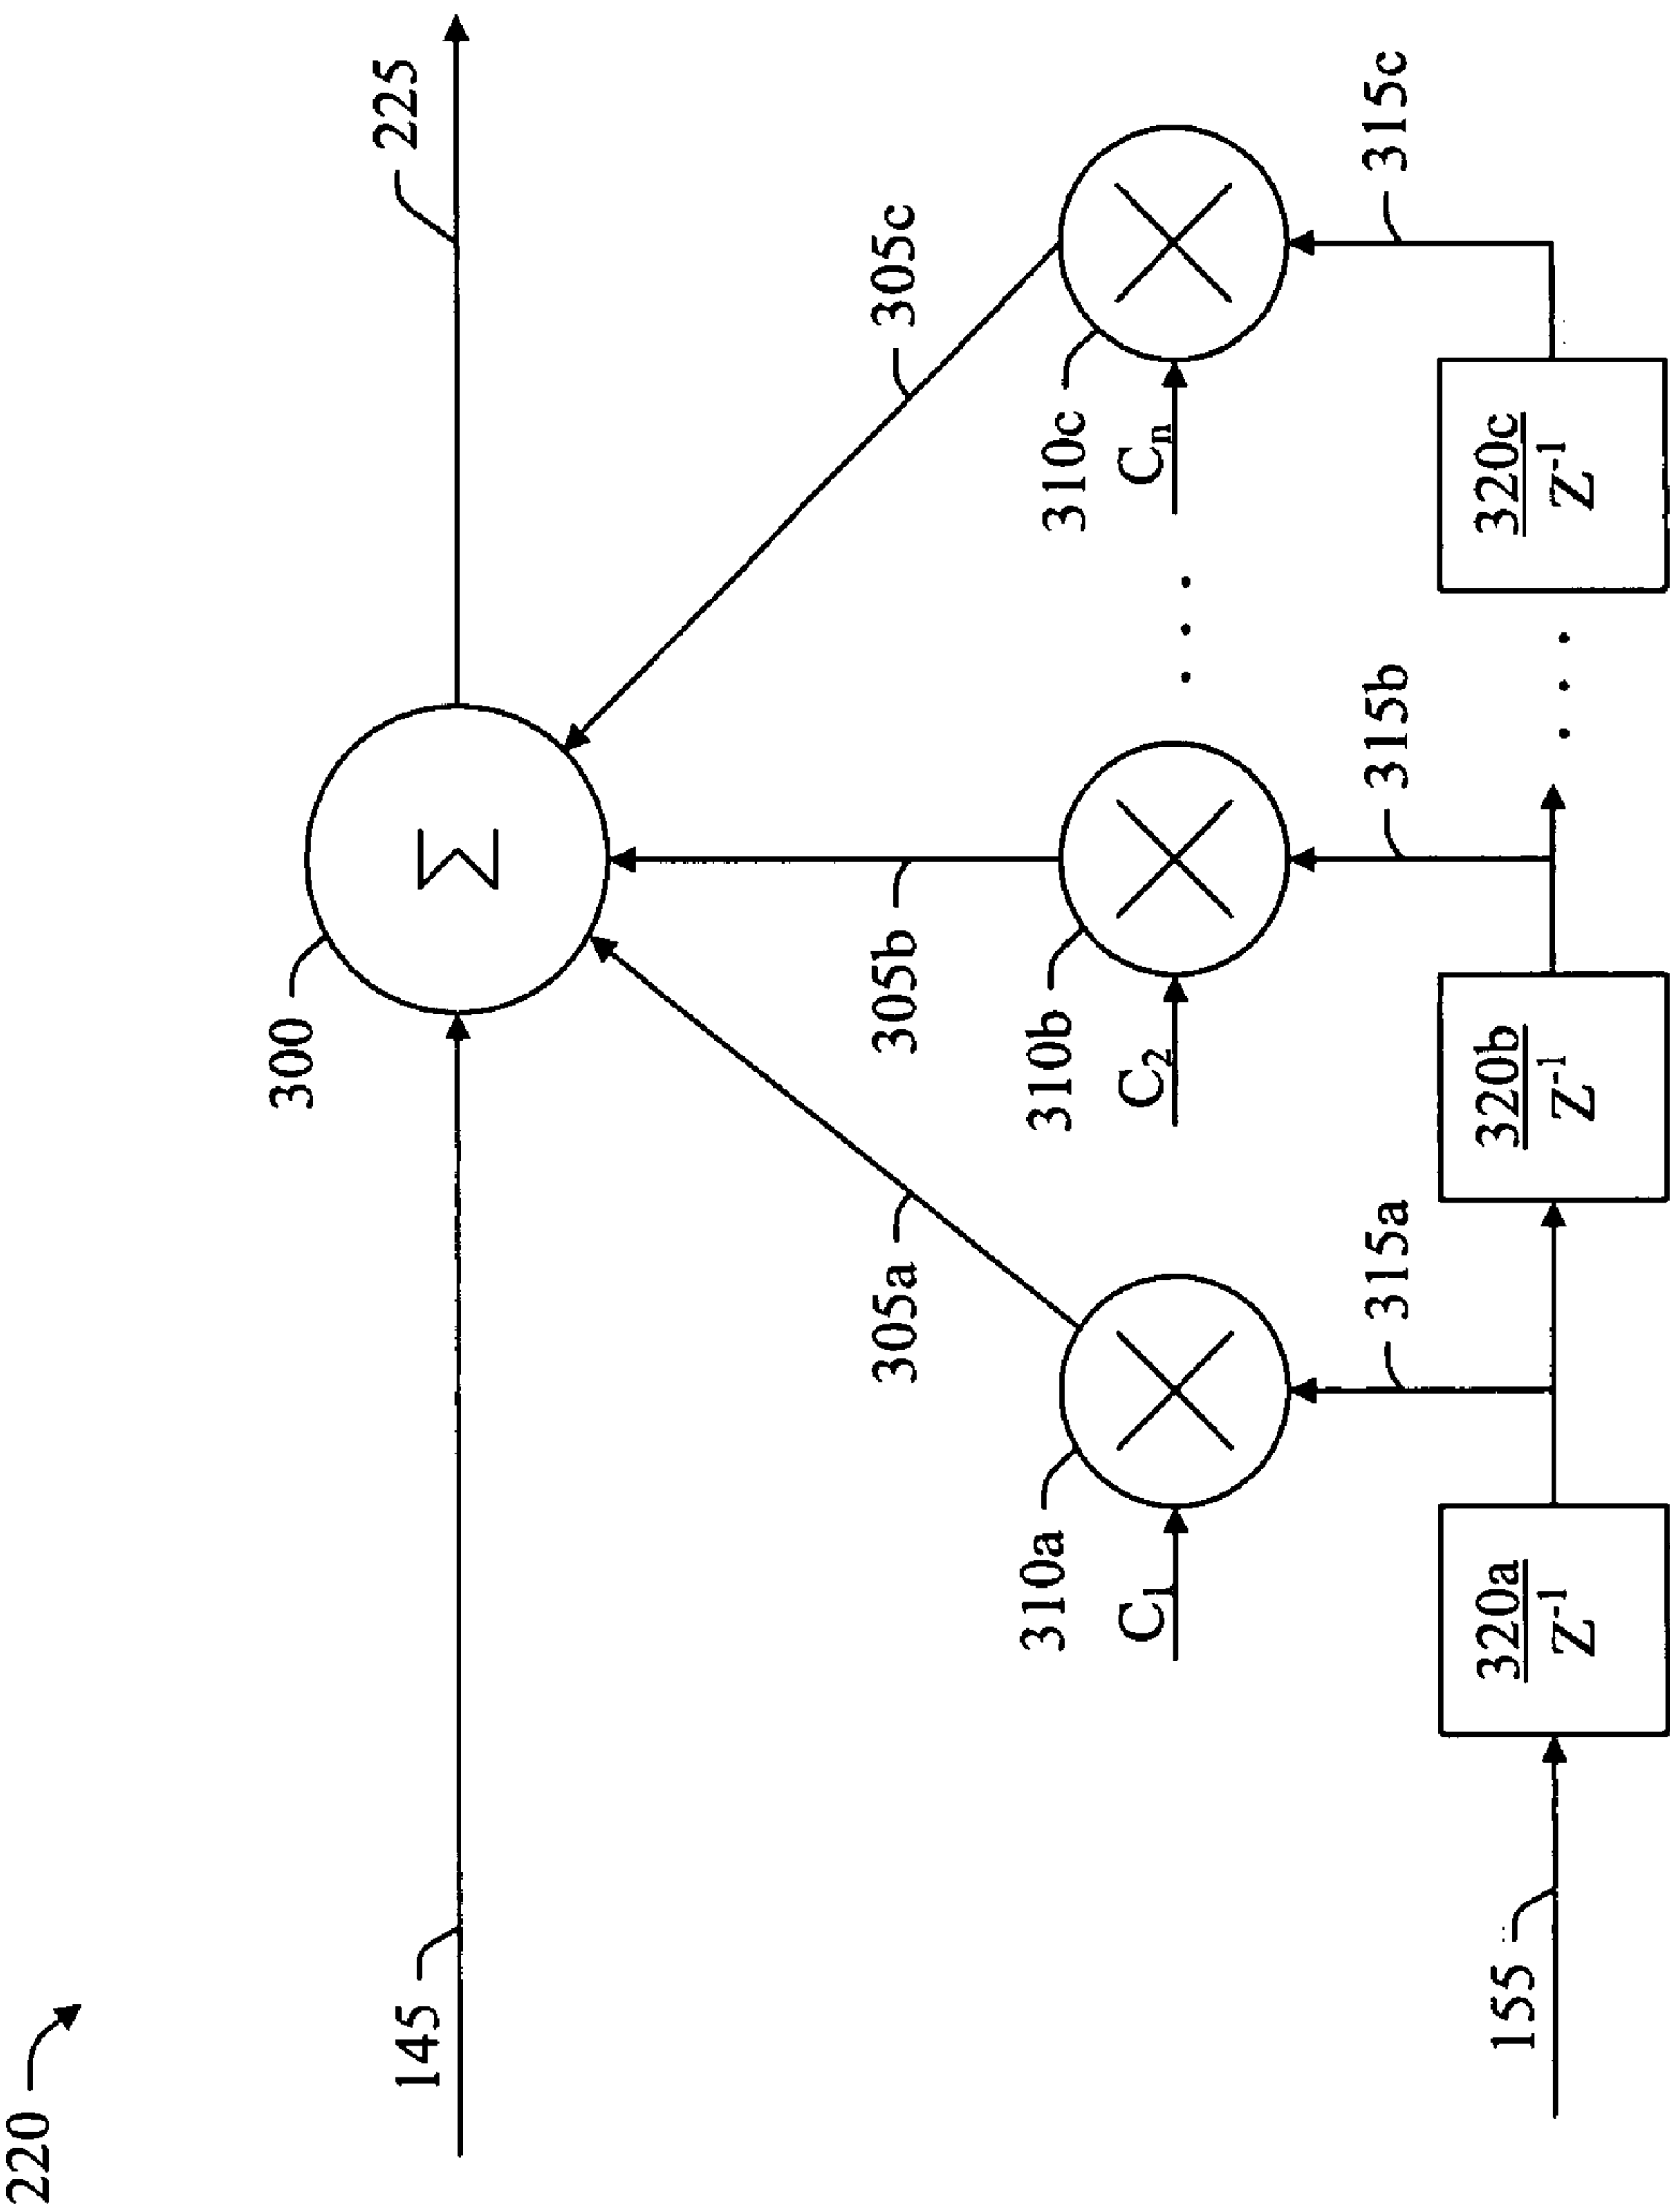 220
145
300
Σ
225
305a
305b
305c
310a
C₁
310b
C₂
310c
Cₙ
. . .
315a
315b
315c
155
320a
Z⁻¹
320b
Z⁻¹
. . .
320c
Z⁻¹